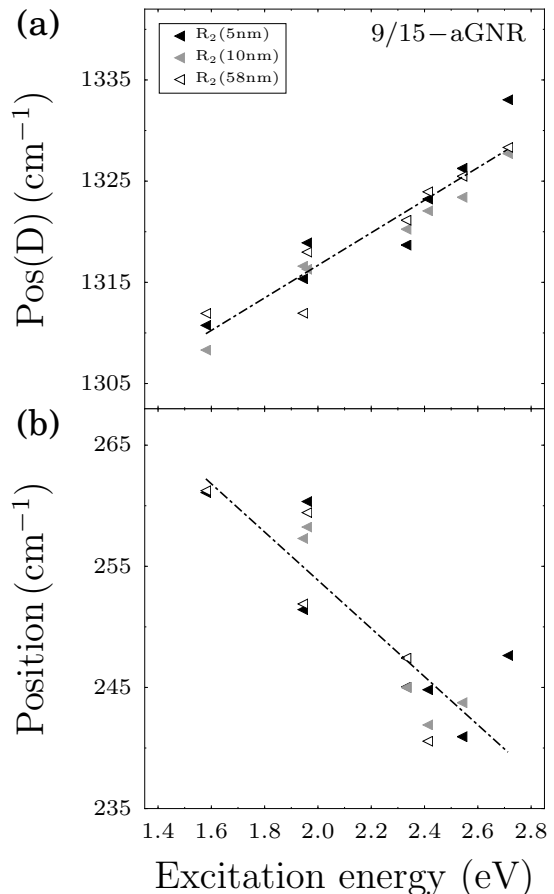 (a)
9/15−aGNR
R₂(5nm)
R₂(10nm)
R₂(58nm)
Pos(D) (cm⁻¹)
1335
1325
1315
1305
(b)
Position (cm⁻¹)
265
255
245
235
1.4 1.6 1.8 2.0 2.2 2.4 2.6 2.8
Excitation energy (eV)